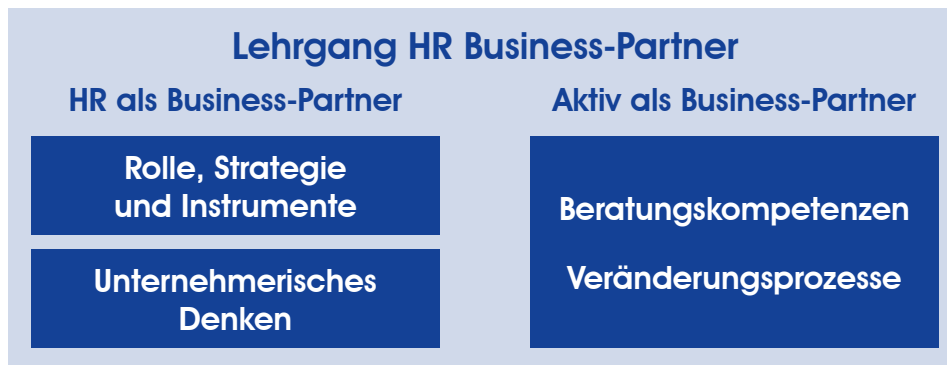 Lehrgang HR Business-Partner
HR als Business-Partner
Rolle, Strategie
und Instrumente
Unternehmerisches
Denken
Aktiv als Business-Partner
Beratungskompetenzen
Veränderungsprozesse